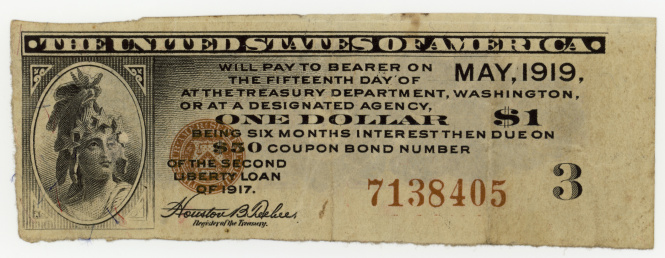 THE UNITED STATES OF AMERICA
WILL PAY TO BEARER ON
THE FIFTEENTH DAY OF
MAY, 1919,
AT THE TREASURY DEPARTMENT, WASHINGTON,
OR AT A DESIGNATED AGENCY,
ONE DOLLAR $1
BEING SIX MONTHS INTEREST THEN DUE ON
$50 COUPON BOND NUMBER
OF THE SECOND
LIBERTY LOAN
OF 1917.
7138405
3
Houston B. Teehee
Register of the Treasury.